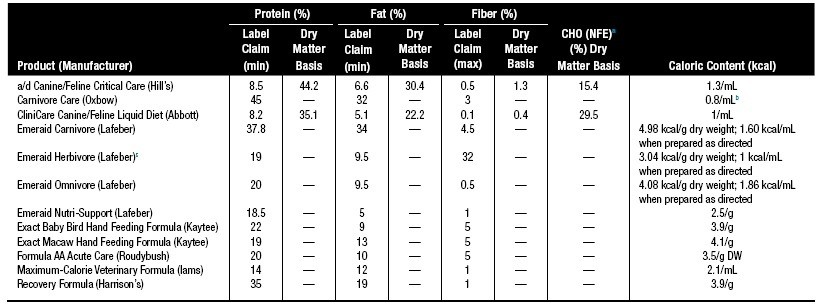 Protein (%) Fat (%) Fiber (%)
Label Dry Label Dry Label Dry CHO (NFE)a
Claim Matter Claim Matter Claim Matter (%) Dry
Product (Manufacturer) (min) Basis (min) Basis (max) Basis Matter Basis Caloric Content (kcal)
a/d Canine/Feline Critical Care (Hill's) 8.5 44.2 6.6 30.4 0.5 1.3 15.4 1.3/mL
Carnivore Care (Oxbow) 45 — 32 — 3 — — 0.8/mLb
CliniCare Canine/Feline Liquid Diet (Abbott) 8.2 35.1 5.1 22.2 0.1 0.4 29.5 1/mL
Emeraid Carnivore (Lafeber) 37.8 — 34 — 4.5 — — 4.98 kcal/g dry weight; 1.60 kcal/mL
when prepared as directed
Emeraid Herbivore (Lafeber)c 19 — 9.5 — 32 — — 3.04 kcal/g dry weight; 1 kcal/mL
when prepared as directed
Emeraid Omnivore (Lafeber) 20 — 9.5 — 0.5 — — 4.08 kcal/g dry weight; 1.86 kcal/mL
when prepared as directed
Emeraid Nutri-Support (Lafeber) 18.5 — 5 — 1 — — 2.5/g
Exact Baby Bird Hand Feeding Formula (Kaytee) 22 — 9 — 5 — — 3.9/g
Exact Macaw Hand Feeding Formula (Kaytee) 19 — 13 — 5 — — 4.1/g
Formula AA Acute Care (Roudybush) 20 — 10 — 5 — — 3.5/g DW
Maximum-Calorie Veterinary Formula (Iams) 14 — 12 — 1 — — 2.1/mL
Recovery Formula (Harrison's) 35 — 19 — 1 — — 3.9/g